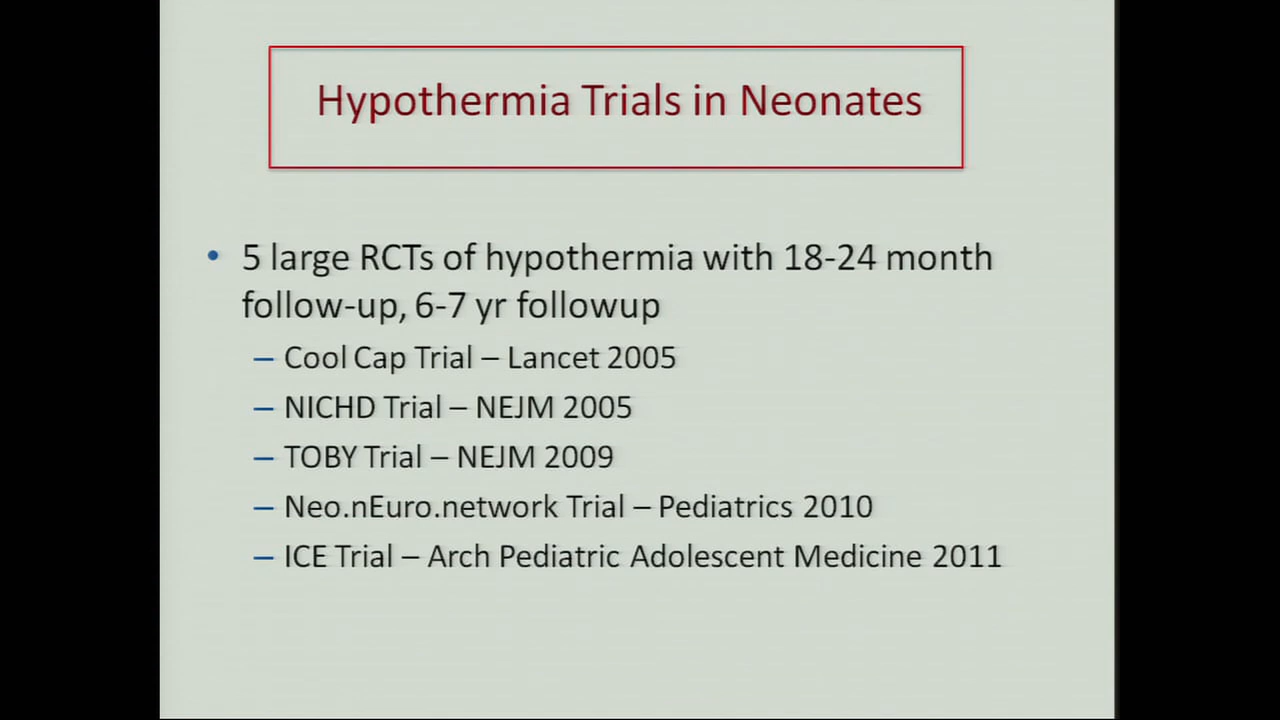 Hypothermia Trials in Neonates
• 5 large RCTs of hypothermia with 18-24 month
follow-up, 6-7 yr followup
– Cool Cap Trial – Lancet 2005
– NICHD Trial – NEJM 2005
– TOBY Trial – NEJM 2009
– Neo.nEuro.network Trial – Pediatrics 2010
– ICE Trial – Arch Pediatric Adolescent Medicine 2011